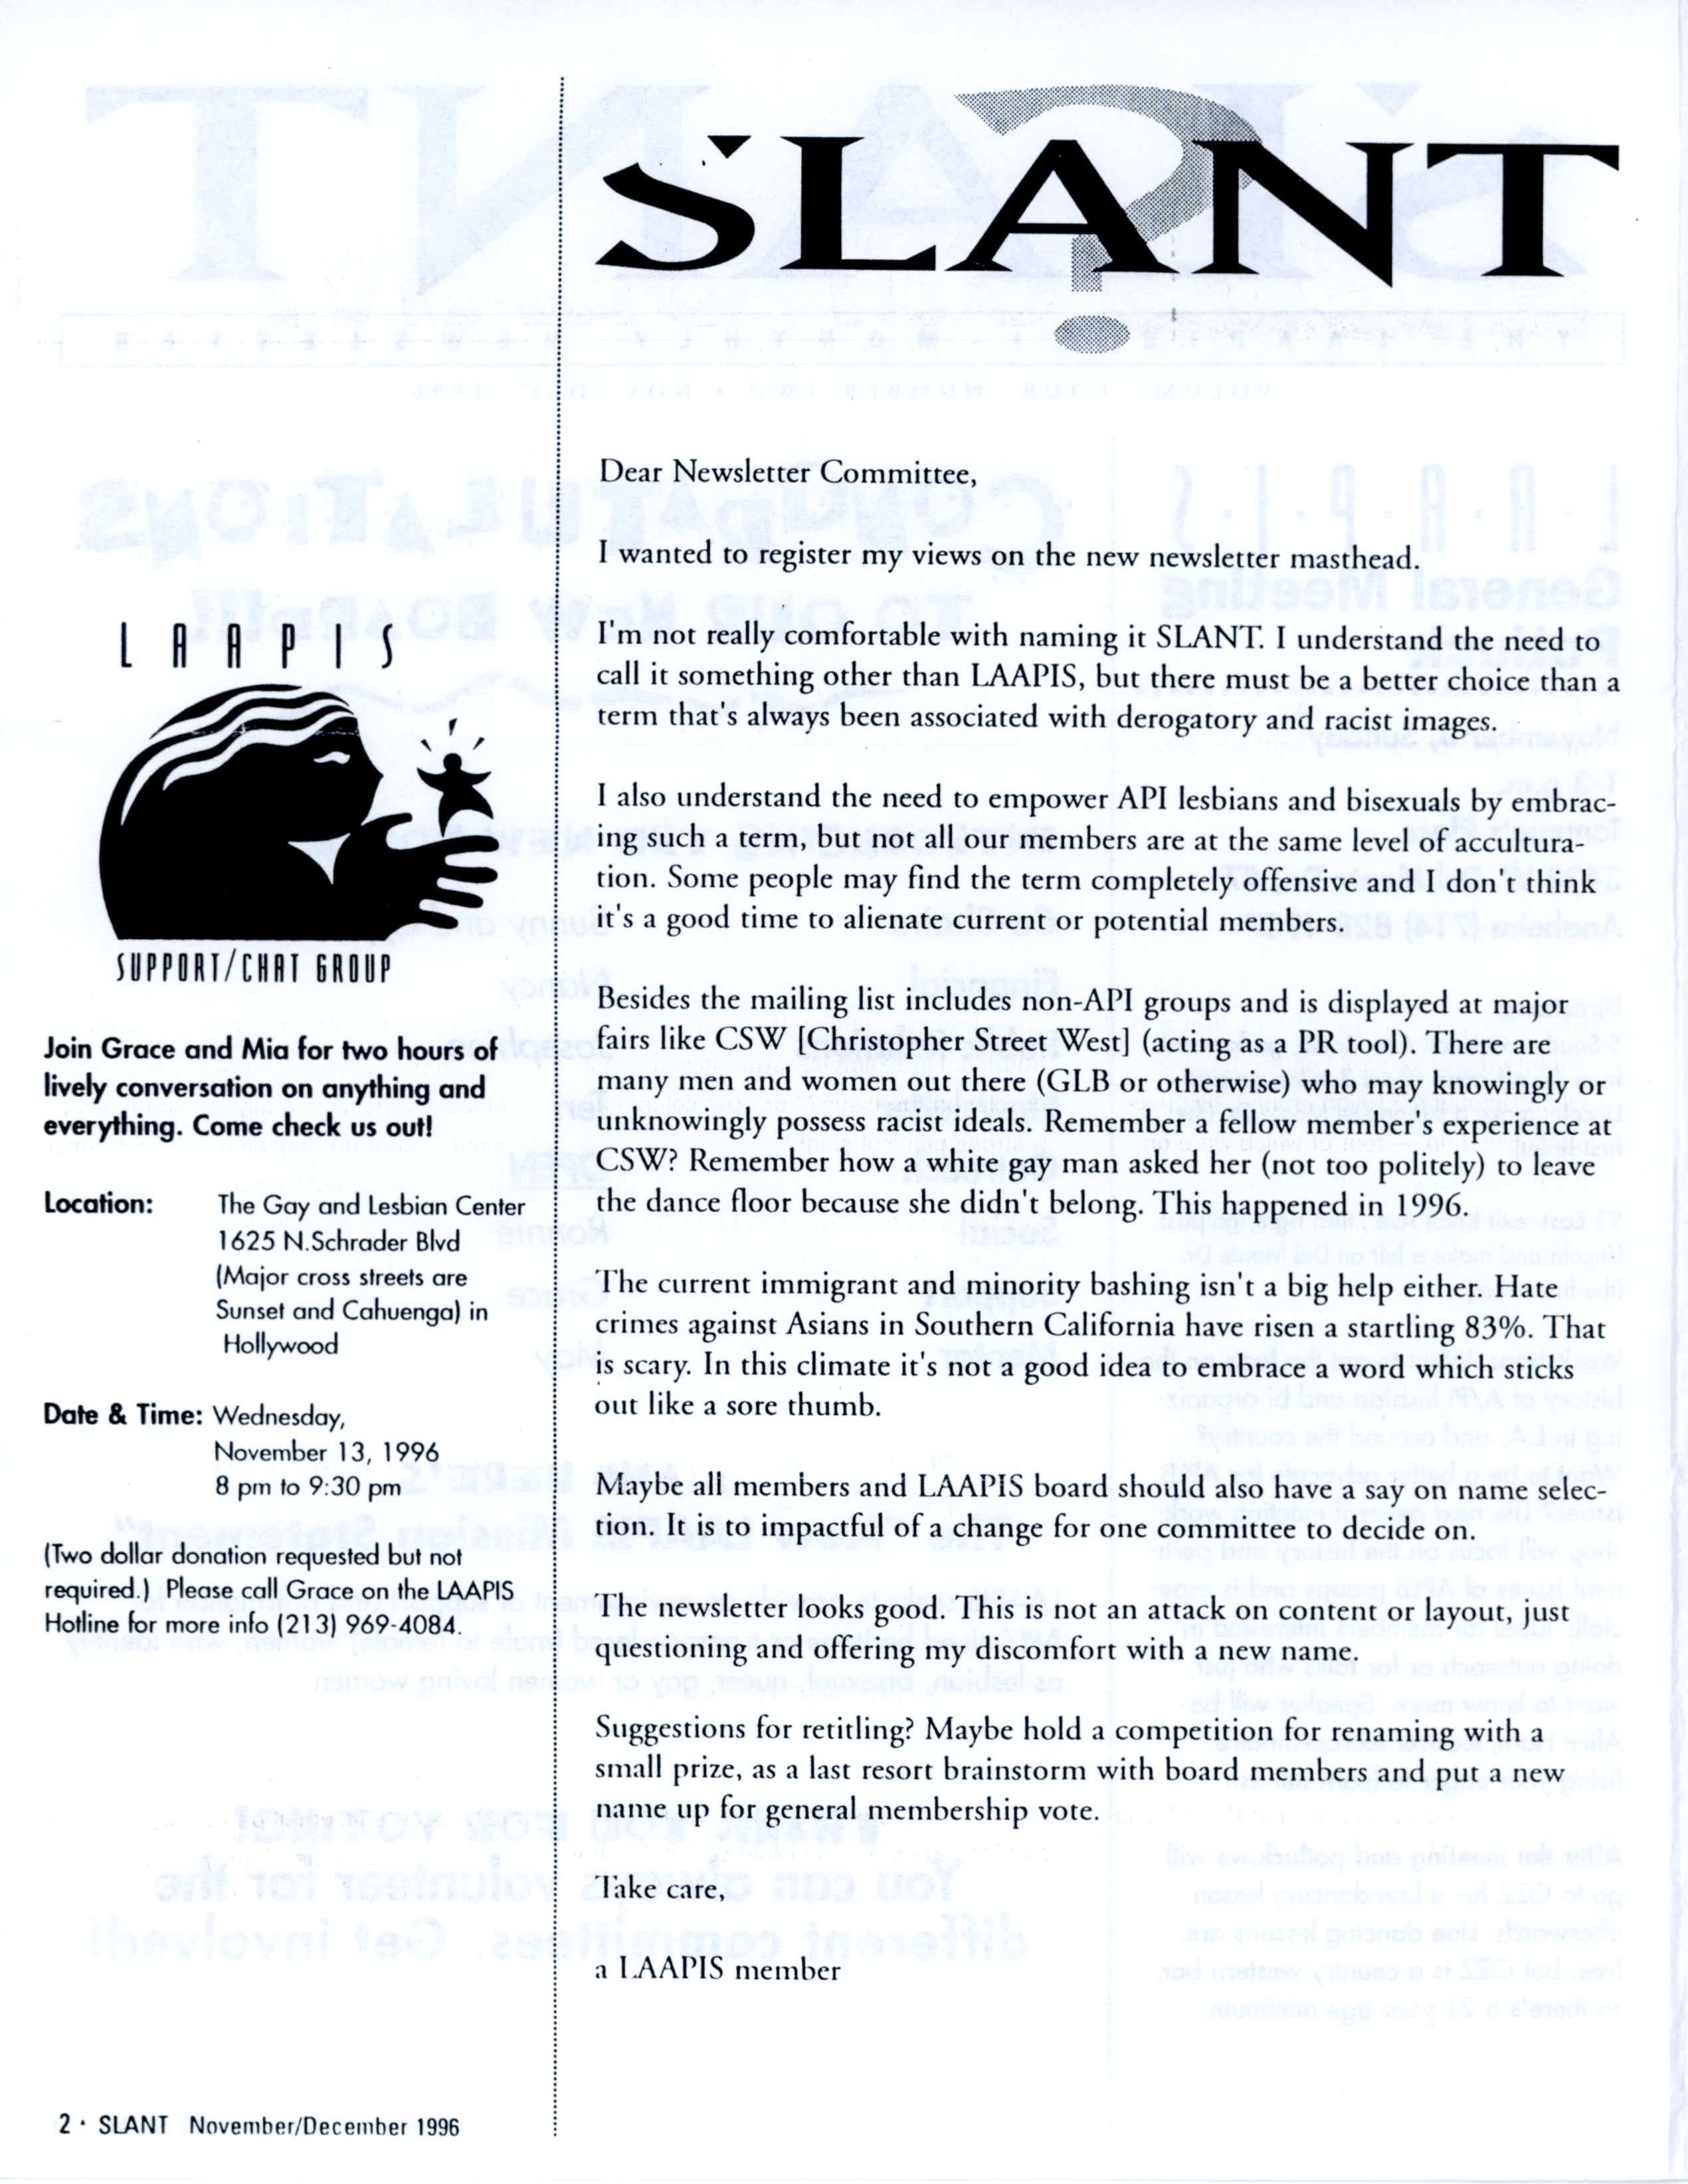 SLANT
?
L A A P I S
SUPPORT/CHAT GROUP
Join Grace and Mia for two hours of
lively conversation on anything and
everything. Come check us out!
Location: The Gay and Lesbian Center
1625 N.Schrader Blvd
(Major cross streets are
Sunset and Cahuenga) in
Hollywood
Date & Time: Wednesday,
November 13, 1996
8 pm to 9:30 pm
(Two dollar donation requested but not
required.) Please call Grace on the LAAPIS
Hotline for more info (213) 969-4084.
Dear Newsletter Committee,
I wanted to register my views on the new newsletter masthead.
I'm not really comfortable with naming it SLANT. I understand the need to
call it something other than LAAPIS, but there must be a better choice than a
term that's always been associated with derogatory and racist images.
I also understand the need to empower API lesbians and bisexuals by embrac-
ing such a term, but not all our members are at the same level of accultura-
tion. Some people may find the term completely offensive and I don't think
it's a good time to alienate current or potential members.
Besides the mailing list includes non-API groups and is displayed at major
fairs like CSW [Christopher Street West] (acting as a PR tool). There are
many men and women out there (GLB or otherwise) who may knowingly or
unknowingly possess racist ideals. Remember a fellow member's experience at
CSW? Remember how a white gay man asked her (not too politely) to leave
the dance floor because she didn't belong. This happened in 1996.
The current immigrant and minority bashing isn't a big help either. Hate
crimes against Asians in Southern California have risen a startling 83%. That
is scary. In this climate it's not a good idea to embrace a word which sticks
out like a sore thumb.
Maybe all members and LAAPIS board should also have a say on name selec-
tion. It is to impactful of a change for one committee to decide on.
The newsletter looks good. This is not an attack on content or layout, just
questioning and offering my discomfort with a new name.
Suggestions for retitling? Maybe hold a competition for renaming with a
small prize, as a last resort brainstorm with board members and put a new
name up for general membership vote.
Take care,
a LAAPIS member
2 · SLANT November/December 1996